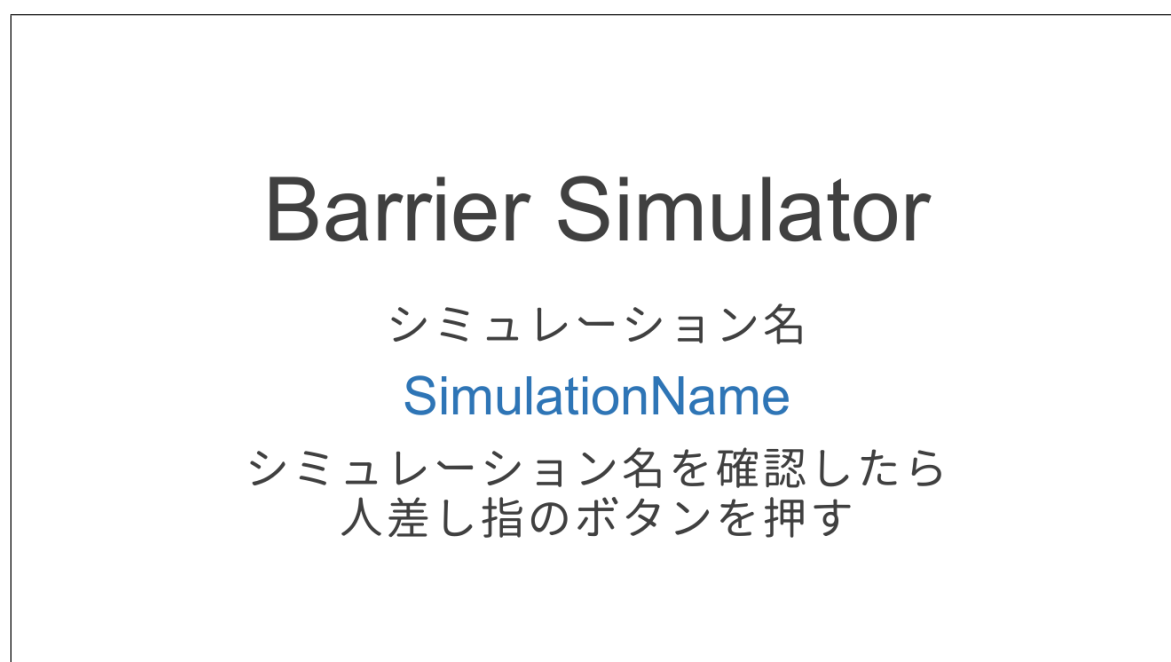 Barrier Simulator
シミュレーション名
SimulationName
シミュレーション名を確認したら
人差し指のボタンを押す